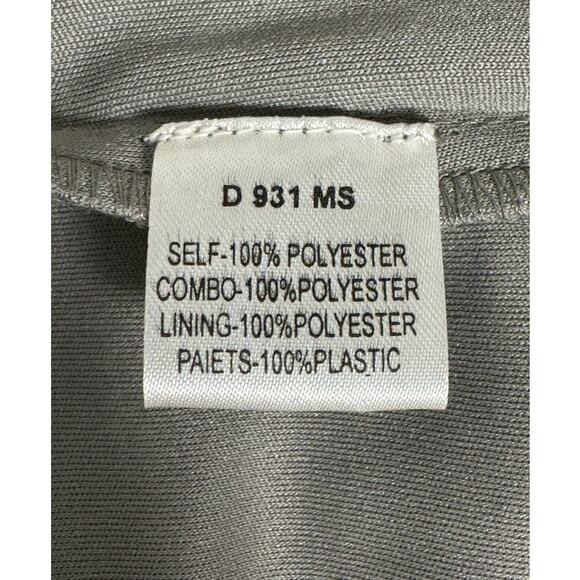 D 931 MS
SELF-100% POLYESTER
COMBO-100%POLYESTER
LINING-100%POLYESTER
PAIETS-100%PLASTIC